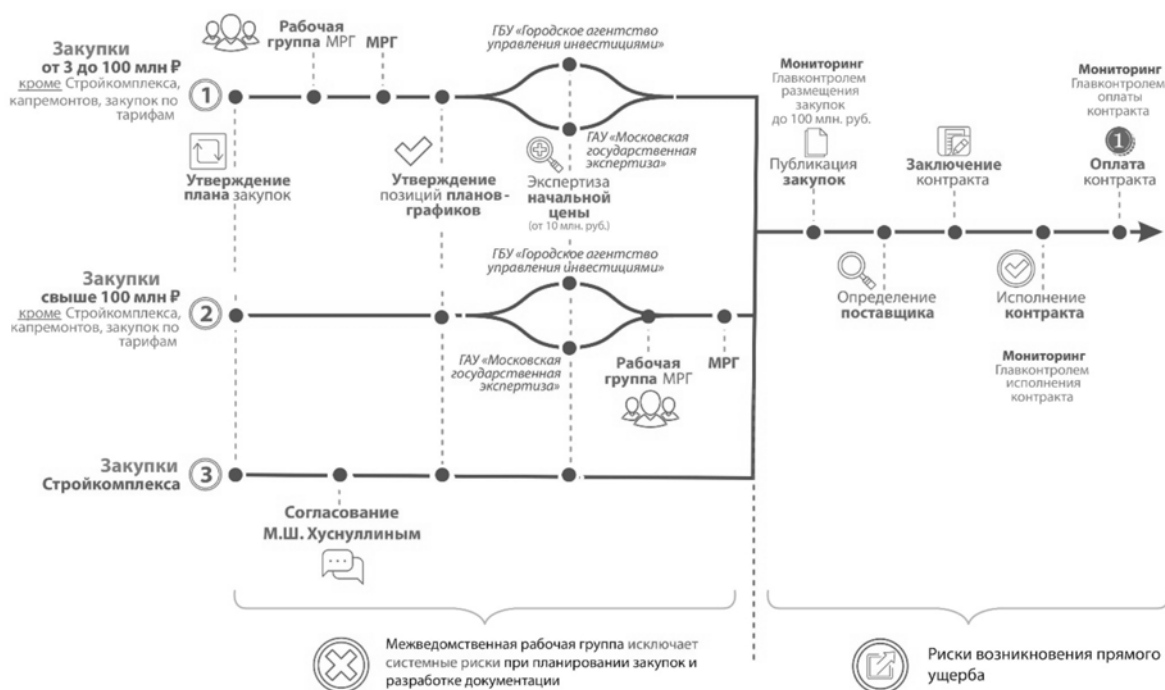 Закупки
от 3 до 100 млн ₽
кроме Стройкомплекса,
капремонтов, закупок по
тарифам
1
Рабочая
группа МРГ
МРГ
ГБУ «Городское агентство
управления инвестициями»
ГАУ «Московская
государственная
экспертиза»
Утверждение
плана закупок
Утверждение
позиций планов-
графиков
Экспертиза
начальной
цены
(от 10 млн. руб.)
Мониторинг
Главконтролем
размещения
закупок
до 100 млн. руб.
Публикация
закупок
Заключение
контракта
Мониторинг
Главконтролем
оплаты
контракта
1
Оплата
контракта
Определение
поставщика
Исполнение
контракта
Мониторинг
Главконтролем
исполнения
контракта
Закупки
свыше 100 млн ₽
кроме Стройкомплекса,
капремонтов, закупок по
тарифам
2
ГБУ «Городское агентство
управления инвестициями»
ГАУ «Московская
государственная
экспертиза»
Рабочая
группа МРГ
МРГ
Закупки
Стройкомплекса
3
Согласование
М.Ш. Хуснуллиным
Межведомственная рабочая группа исключает
системные риски при планировании закупок и
разработке документации
Риски возникновения прямого
ущерба